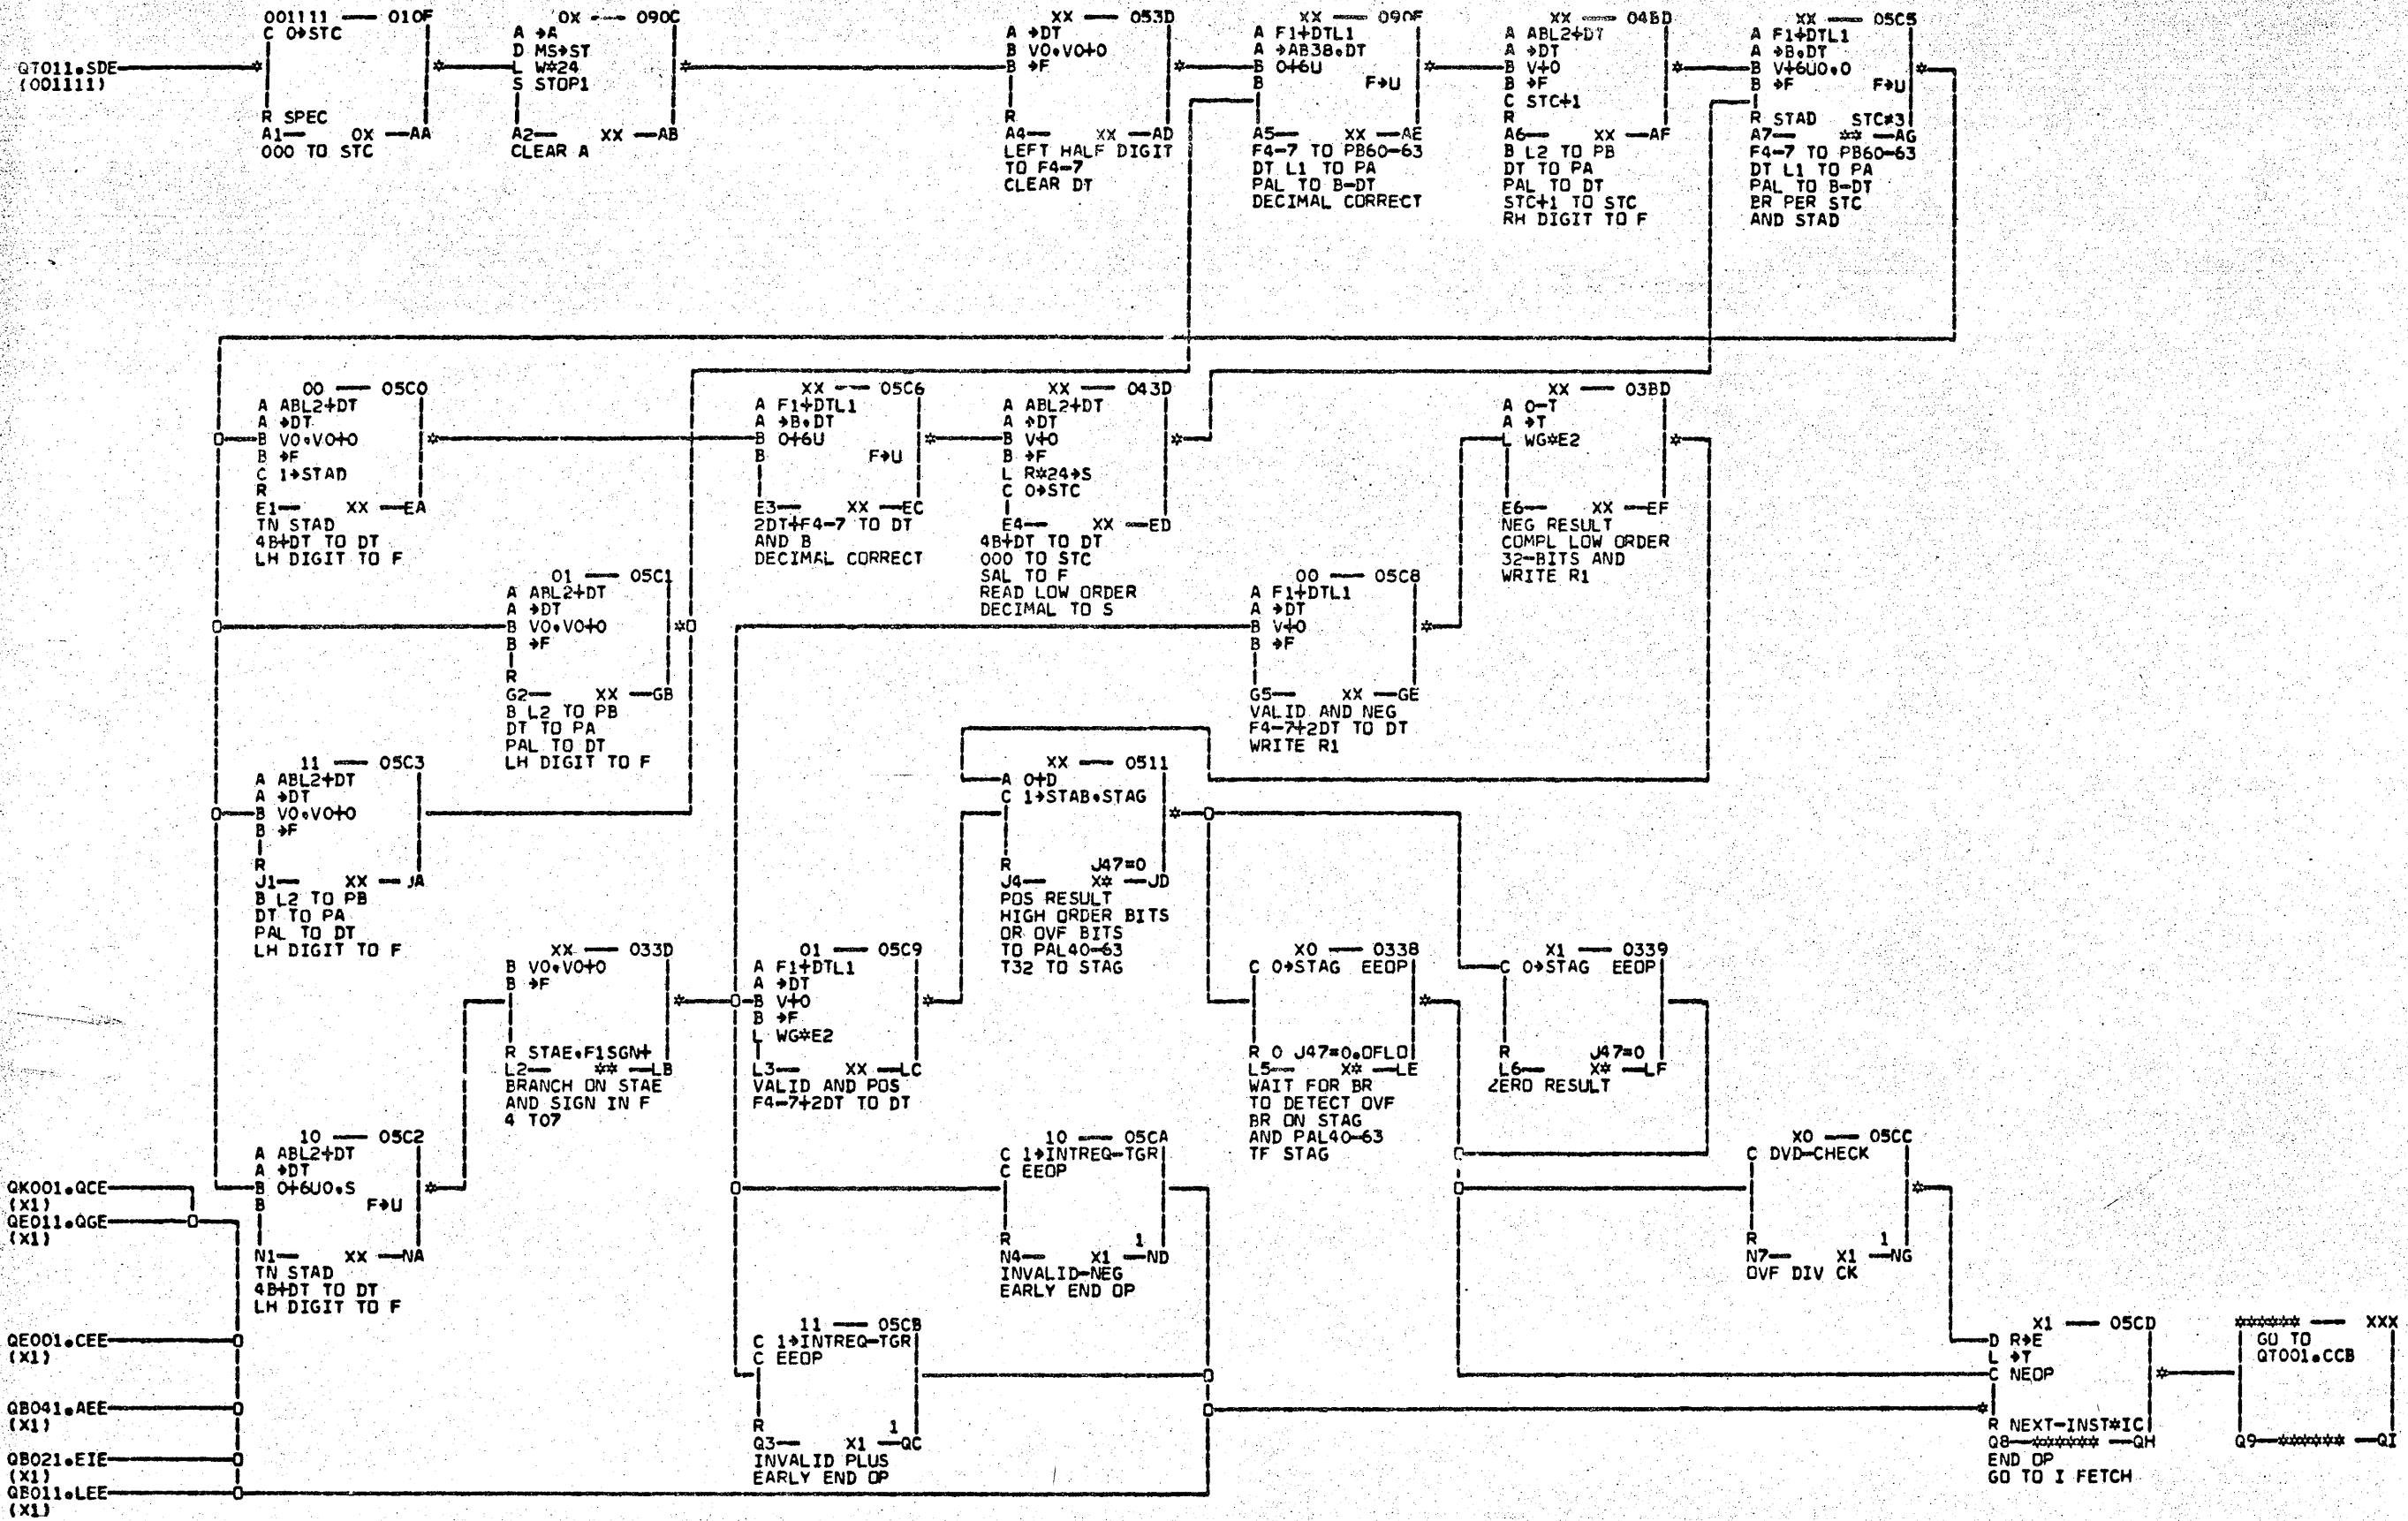 001111 — 010F
C 0→STC
R SPEC
A1— 0X —AA
000 TO STC
QT011.SDE
(001111)
0X — 090C
A →A
D MS→ST
L W*24
S STOP1
A2— XX —AB
CLEAR A
XX — 053D
A →DT
B V0.V0+0
B →F
R
A4— XX —AD
LEFT HALF DIGIT
TO F4-7
CLEAR DT
XX — 090F
A F1+DTL1
A →AB38.DT
B 0+6U
B F→U
A5— XX —AE
F4-7 TO PB60-63
DT L1 TO PA
PAL TO B-DT
DECIMAL CORRECT
XX — 04BD
A ABL2+DT
A →DT
B V+0
B →F
C STC+1
R
A6— XX —AF
B L2 TO PB
DT TO PA
PAL TO DT
STC+1 TO STC
RH DIGIT TO F
XX — 05C5
A F1+DTL1
A →B.DT
B V+6U0.0
B →F F→U
R STAD STC*3
A7— ** —AG
F4-7 TO PB60-63
DT L1 TO PA
PAL TO B-DT
BR PER STC
AND STAD
00 — 05C0
A ABL2+DT
A →DT
B V0.V0+0
B →F
C 1→STAD
R
E1— XX —EA
TN STAD
4B+DT TO DT
LH DIGIT TO F
XX — 05C6
A F1+DTL1
A →B.DT
B 0+6U
B F→U
E3— XX —EC
2DT+F4-7 TO DT
AND B
DECIMAL CORRECT
XX — 043D
A ABL2+DT
A →DT
B V+0
B →F
L R*24→S
C 0→STC
E4— XX —ED
4B+DT TO DT
000 TO STC
SAL TO F
READ LOW ORDER
DECIMAL TO S
XX — 03BD
A 0-T
A →T
L WG*E2
E6— XX —EF
NEG RESULT
COMPL LOW ORDER
32-BITS AND
WRITE R1
01 — 05C1
A ABL2+DT
A →DT
B V0.V0+0
B →F
R
G2— XX —GB
B L2 TO PB
DT TO PA
PAL TO DT
LH DIGIT TO F
00 — 05C8
A F1+DTL1
A →DT
B V+0
B →F
G5— XX —GE
VALID AND NEG
F4-7+2DT TO DT
WRITE R1
11 — 05C3
A ABL2+DT
A →DT
B V0.V0+0
B →F
R
J1— XX —JA
B L2 TO PB
DT TO PA
PAL TO DT
LH DIGIT TO F
XX — 0511
A 0+D
C 1→STAB.STAG
R J47=0
J4— X* —JD
POS RESULT
HIGH ORDER BITS
OR OVF BITS
TO PAL40-63
T32 TO STAG
XX — 033D
B V0.V0+0
B →F
R STAE.F1SGN+
L2— ** —LB
BRANCH ON STAE
AND SIGN IN F
4 TO7
01 — 05C9
A F1+DTL1
A →DT
B V+0
B →F
L WG*E2
L3— XX —LC
VALID AND POS
F4-7+2DT TO DT
X0 — 0338
C 0→STAG EEOP
R 0 J47=0.OFLO
L5— X* —LE
WAIT FOR BR
TO DETECT OVF
BR ON STAG
AND PAL40-63
TF STAG
X1 — 0339
C 0→STAG EEOP
R J47=0
L6— X* —LF
ZERO RESULT
10 — 05C2
A ABL2+DT
A →DT
B 0+6U0.S
B F→U
N1— XX —NA
TN STAD
4B+DT TO DT
LH DIGIT TO F
QK001.QCE
(X1)
QE011.QGE
(X1)
QE001.CEE
(X1)
QB041.AEE
(X1)
QB021.EIE
(X1)
QB011.LEE
(X1)
10 — 05CA
C 1→INTREQ-TGR
C EEOP
R 1
N4— X1 —ND
INVALID-NEG
EARLY END OP
X0 — 05CC
C DVD-CHECK
R 1
N7— X1 —NG
OVF DIV CK
11 — 05CB
C 1→INTREQ-TGR
C EEOP
R 1
Q3— X1 —QC
INVALID PLUS
EARLY END OP
X1 — 05CD
D R→E
L →T
C NEOP
R NEXT-INST*IC
Q8—******—QH
END OP
GO TO I FETCH
****** — XXX
GO TO
QT001.CCB
Q9—******—QI